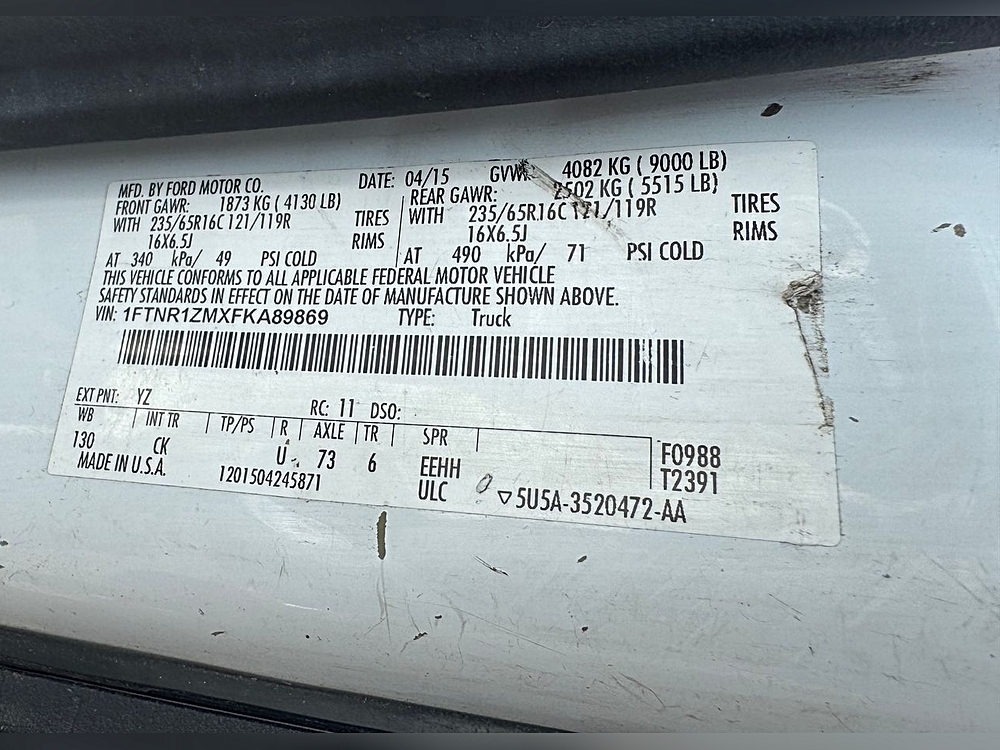 MFD. BY FORD MOTOR CO. DATE: 04/15 GVWR: 4082 KG ( 9000 LB)
FRONT GAWR: 1873 KG ( 4130 LB) REAR GAWR: 2502 KG ( 5515 LB)
WITH 235/65R16C 121/119R TIRES WITH 235/65R16C 121/119R TIRES
16X6.5J RIMS 16X6.5J RIMS
AT 340 kPa/ 49 PSI COLD AT 490 kPa/ 71 PSI COLD
THIS VEHICLE CONFORMS TO ALL APPLICABLE FEDERAL MOTOR VEHICLE
SAFETY STANDARDS IN EFFECT ON THE DATE OF MANUFACTURE SHOWN ABOVE.
VIN: 1FTNR1ZMXFKA89869 TYPE: Truck
EXT PNT: YZ RC: 11 DSO:
WB INT TR TP/PS R AXLE TR SPR
130 CK U 73 6 EEHH F0988
MADE IN U.S.A. 1201504245871 ULC T2391
▽5U5A-3520472-AA